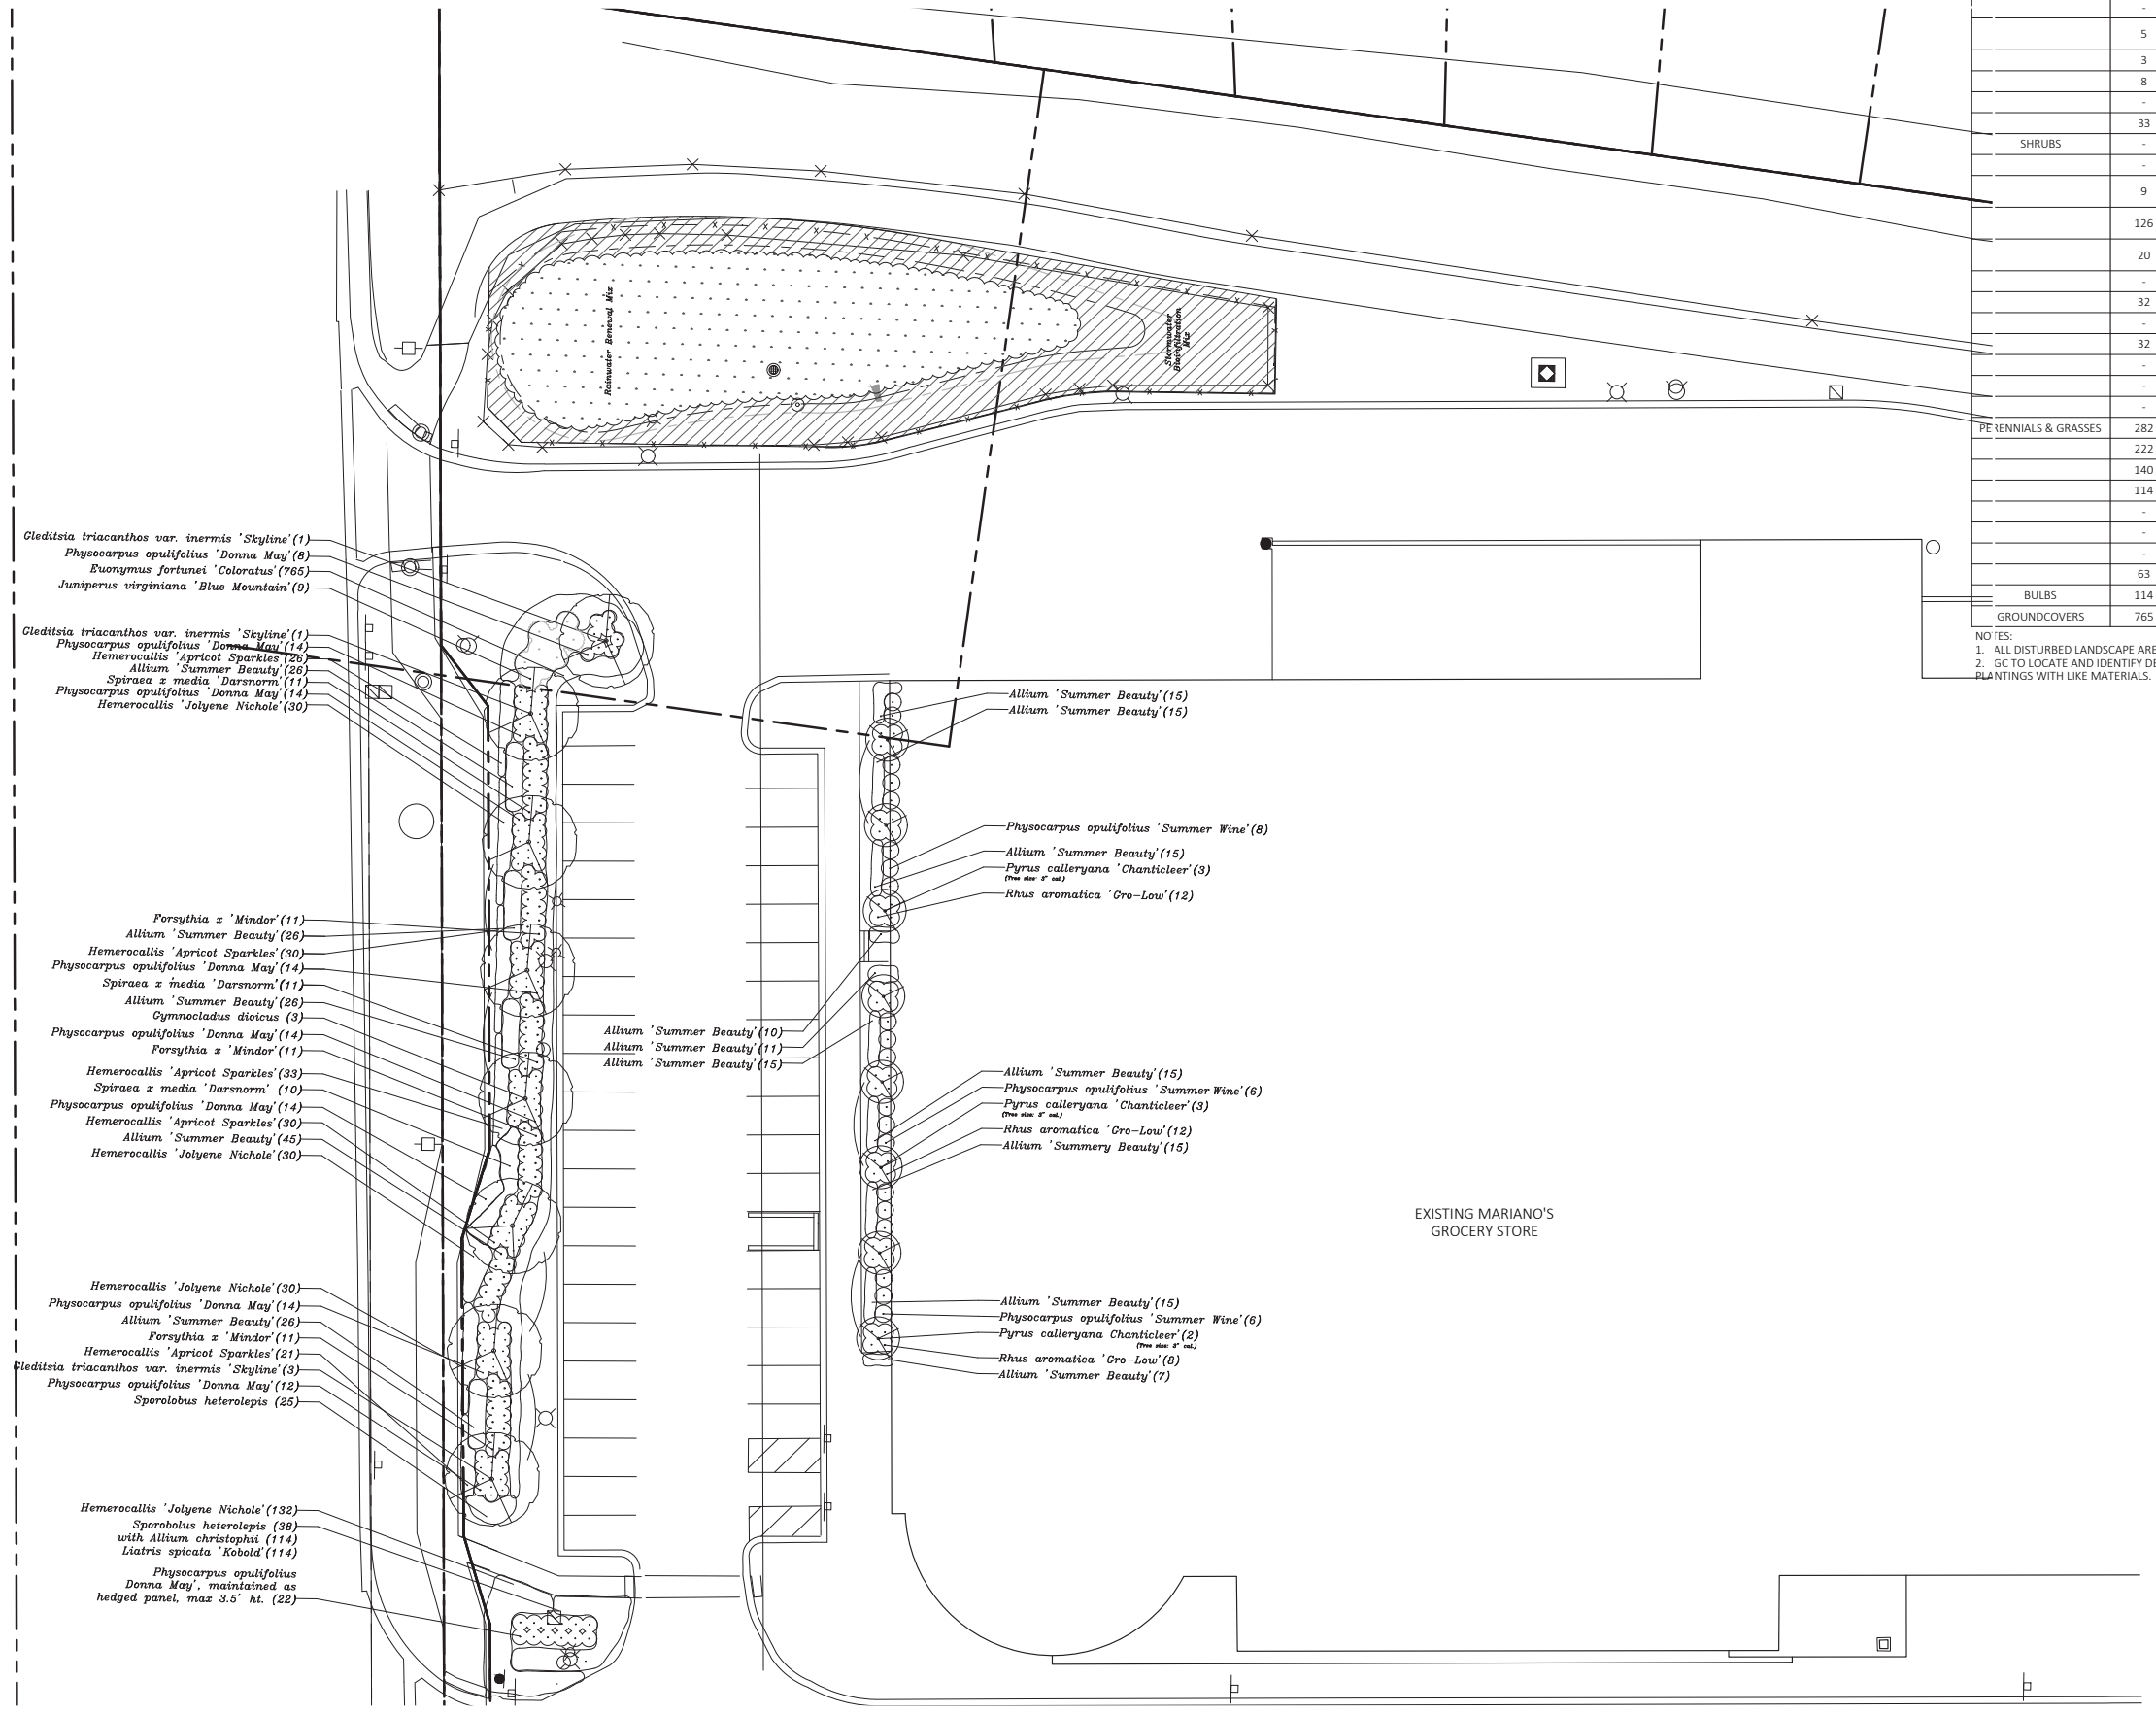 -
5
3
8
-
33
SHRUBS -
-
9
126
20
-
32
-
32
-
-
-
PERENNIALS & GRASSES 282
222
140
114
-
-
-
63
BULBS 114
GROUNDCOVERS 765
NOTES:
1. ALL DISTURBED LANDSCAPE ARE
2. GC TO LOCATE AND IDENTIFY DE
PLANTINGS WITH LIKE MATERIALS.
Rainwater Renewal Mix
Stormwater
Bioinfiltration
Mix
Gleditsia triacanthos var. inermis 'Skyline'(1)
Physocarpus opulifolius 'Donna May'(8)
Euonymus fortunei 'Coloratus'(765)
Juniperus virginiana 'Blue Mountain'(9)
Gleditsia triacanthos var. inermis 'Skyline'(1)
Physocarpus opulifolius 'Donna May'(14)
Hemerocallis 'Apricot Sparkles'(26)
Allium 'Summer Beauty'(26)
Spiraea x media 'Darsnorm'(11)
Physocarpus opulifolius 'Donna May'(14)
Hemerocallis 'Jolyene Nichole'(30)
Forsythia x 'Mindor'(11)
Allium 'Summer Beauty'(26)
Hemerocallis 'Apricot Sparkles'(30)
Physocarpus opulifolius 'Donna May'(14)
Spiraea x media 'Darsnorm'(11)
Allium 'Summer Beauty'(26)
Gymnocladus dioicus (3)
Physocarpus opulifolius 'Donna May'(14)
Forsythia x 'Mindor'(11)
Hemerocallis 'Apricot Sparkles'(33)
Spiraea x media 'Darsnorm' (10)
Physocarpus opulifolius 'Donna May'(14)
Hemerocallis 'Apricot Sparkles'(30)
Allium 'Summer Beauty'(45)
Hemerocallis 'Jolyene Nichole'(30)
Hemerocallis 'Jolyene Nichole'(30)
Physocarpus opulifolius 'Donna May'(14)
Allium 'Summer Beauty'(26)
Forsythia x 'Mindor'(11)
Hemerocallis 'Apricot Sparkles'(21)
Gleditsia triacanthos var. inermis 'Skyline'(3)
Physocarpus opulifolius 'Donna May'(12)
Sporolobus heterolepis (25)
Hemerocallis 'Jolyene Nichole'(132)
Sporobolus heterolepis (38)
with Allium christophii (114)
Liatris spicata 'Kobold'(114)
Physocarpus opulifolius
Donna May', maintained as
hedged panel, max 3.5' ht. (22)
Allium 'Summer Beauty'(15)
Allium 'Summer Beauty'(15)
Physocarpus opulifolius 'Summer Wine'(8)
Allium 'Summer Beauty'(15)
Pyrus calleryana 'Chanticleer'(3)
(Tree size: 3" cal.)
Rhus aromatica 'Gro-Low'(12)
Allium 'Summer Beauty'(10)
Allium 'Summer Beauty'(11)
Allium 'Summer Beauty'(15)
Allium 'Summer Beauty'(15)
Physocarpus opulifolius 'Summer Wine'(6)
Pyrus calleryana 'Chanticleer'(3)
(Tree size: 3" cal.)
Rhus aromatica 'Gro-Low'(12)
Allium 'Summery Beauty'(15)
Allium 'Summer Beauty'(15)
Physocarpus opulifolius 'Summer Wine'(6)
Pyrus calleryana Chanticleer'(2)
(Tree size: 3" cal.)
Rhus aromatica 'Gro-Low'(8)
Allium 'Summer Beauty'(7)
EXISTING MARIANO'S
GROCERY STORE